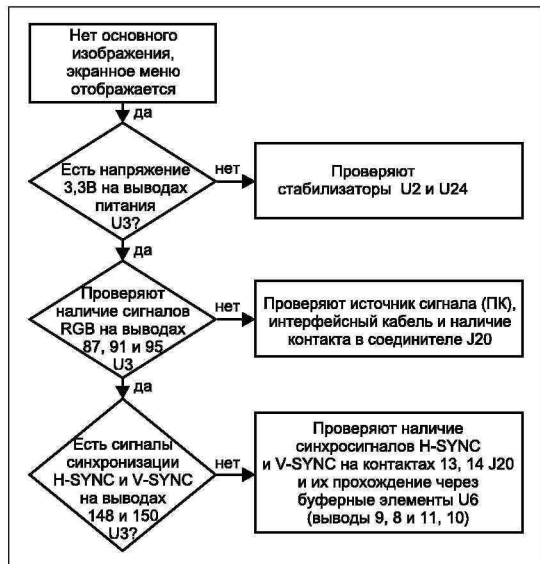 Нет основного
изображения,
экранное меню
отображается
да
Есть напряжение
3,3В на выводах
питания
U3?
нет
Проверяют
стабилизаторы U2 и U24
да
Проверяют
наличие сигналов
RGB на выводах
87, 91 и 95
U3
нет
Проверяют источник сигнала (ПК),
интерфейсный кабель и наличие
контакта в соединителе J20
да
Есть сигналы
синхронизации
H-SYNC и V-SYNC
на выводах
148 и 150
U3?
нет
Проверяют наличие
синхросигналов H-SYNC
и V-SYNC на контактах 13, 14 J20
и их прохождение через
буферные элементы U6
(выводы 9, 8 и 11, 10)